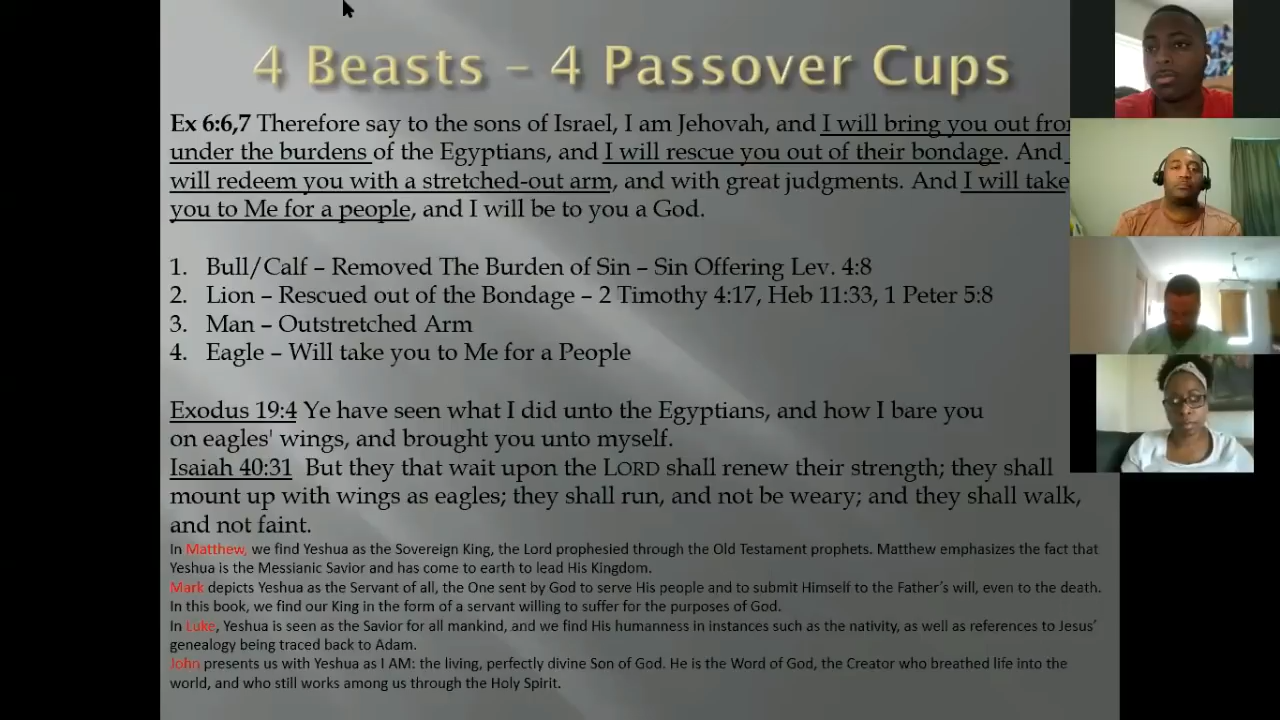 4 Beasts – 4 Passover Cups
Ex 6:6,7 Therefore say to the sons of Israel, I am Jehovah, and I will bring you out
under the burdens of the Egyptians, and I will rescue you out of their bondage. And
will redeem you with a stretched-out arm, and with great judgments. And I will take
you to Me for a people, and I will be to you a God.
1. Bull/Calf – Removed The Burden of Sin – Sin Offering Lev. 4:8
2. Lion – Rescued out of the Bondage – 2 Timothy 4:17, Heb 11:33, 1 Peter 5:8
3. Man – Outstretched Arm
4. Eagle – Will take you to Me for a People
Exodus 19:4 Ye have seen what I did unto the Egyptians, and how I bare you
on eagles' wings, and brought you unto myself.
Isaiah 40:31 But they that wait upon the LORD shall renew their strength; they shall
mount up with wings as eagles; they shall run, and not be weary; and they shall walk,
and not faint.
In Matthew, we find Yeshua as the Sovereign King, the Lord prophesied through the Old Testament prophets. Matthew emphasizes the fact that
Yeshua is the Messianic Savior and has come to earth to lead His Kingdom.
Mark depicts Yeshua as the Servant of all, the One sent by God to serve His people and to submit Himself to the Father's will, even to the death.
In this book, we find our King in the form of a servant willing to suffer for the purposes of God.
In Luke, Yeshua is seen as the Savior for all mankind, and we find His humanness in instances such as the nativity, as well as references to Jesus'
genealogy being traced back to Adam.
John presents us with Yeshua as I AM: the living, perfectly divine Son of God. He is the Word of God, the Creator who breathed life into the
world, and who still works among us through the Holy Spirit.